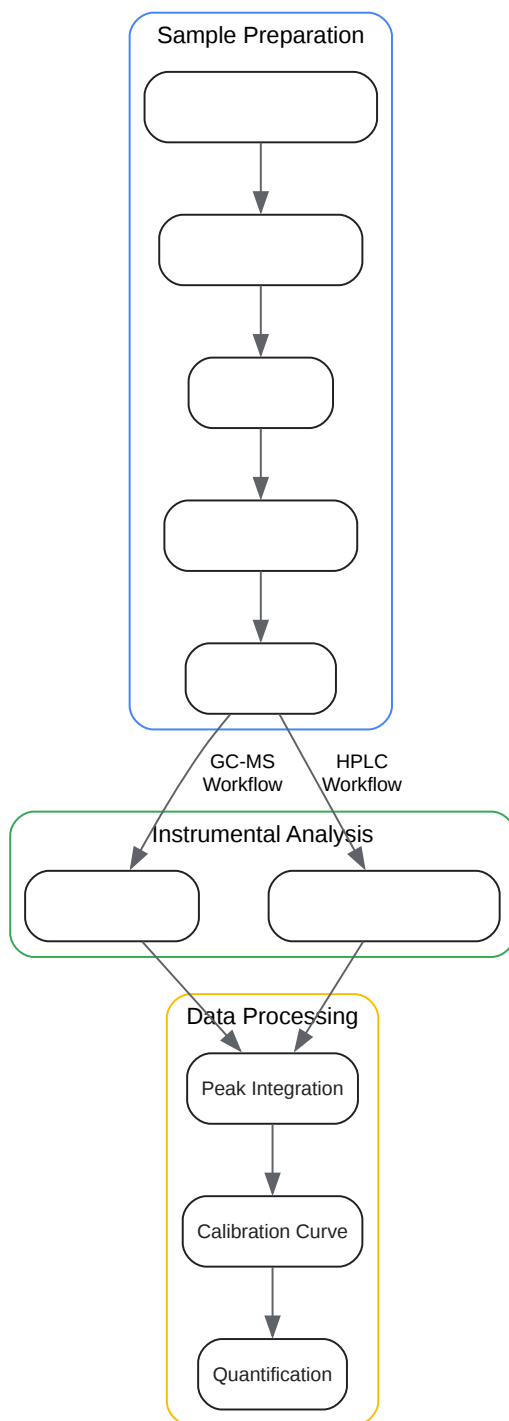 Sample Preparation
GC-MS
Workflow
HPLC
Workflow
Instrumental Analysis
Data Processing
Peak Integration
Calibration Curve
Quantification